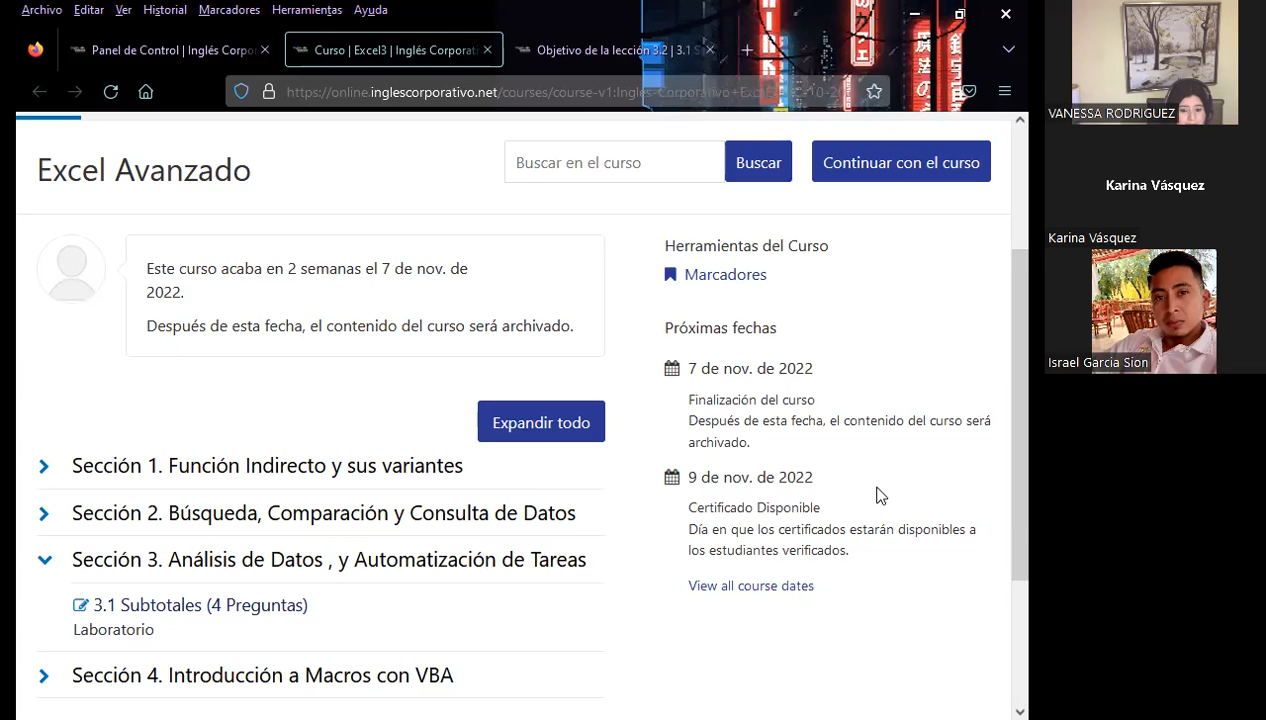 Archivo Editar Ver Historial Marcadores Herramientas Ayuda
Panel de Control | Inglés Corpo
Curso | Excel3 | Inglés Corporat
Objetivo de la lección 3.2 | 3.1 S
https://online.inglescorporativo.net/courses/course-v1:Ingles-Corporativo+Exce
Excel Avanzado
Buscar en el curso
Buscar
Continuar con el curso
Este curso acaba en 2 semanas el 7 de nov. de
2022.
Después de esta fecha, el contenido del curso será archivado.
Expandir todo
Sección 1. Función Indirecto y sus variantes
Sección 2. Búsqueda, Comparación y Consulta de Datos
Sección 3. Análisis de Datos , y Automatización de Tareas
3.1 Subtotales (4 Preguntas)
Laboratorio
Sección 4. Introducción a Macros con VBA
Herramientas del Curso
Marcadores
Próximas fechas
7 de nov. de 2022
Finalización del curso
Después de esta fecha, el contenido del curso será
archivado.
9 de nov. de 2022
Certificado Disponible
Día en que los certificados estarán disponibles a
los estudiantes verificados.
View all course dates
VANESSA RODRIGUEZ
Karina Vásquez
Karina Vásquez
Israel Garcia Sion